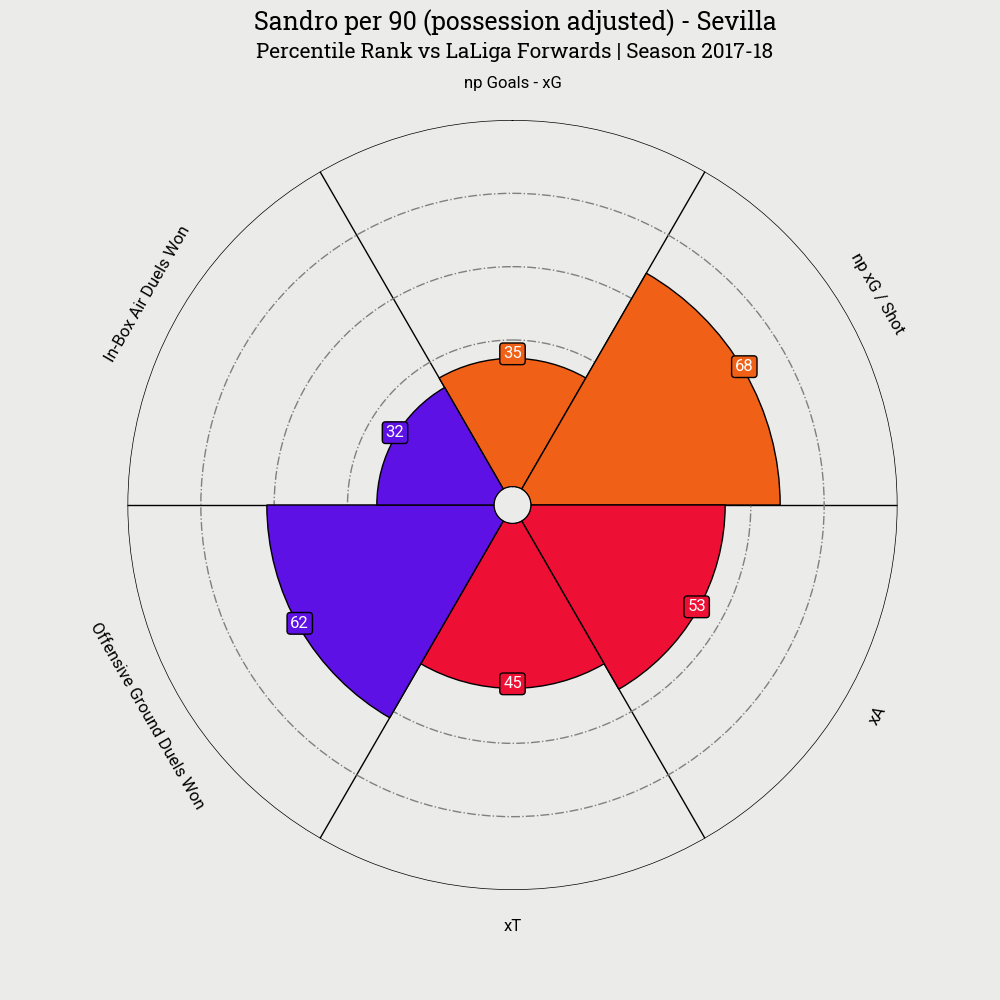 Sandro per 90 (possession adjusted) - Sevilla
Percentile Rank vs LaLiga Forwards | Season 2017-18
np Goals - xG
np xG / Shot
In-Box Air Duels Won
35
68
32
53
62
45
Offensive Ground Duels Won
xA
xT